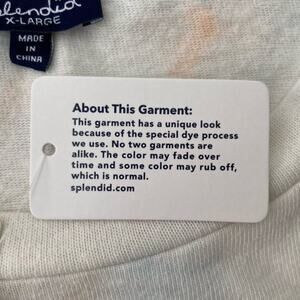 Splendid
X-LARGE
MADE
IN
CHINA
About This Garment:
This garment has a unique look
because of the special dye process
we use. No two garments are
alike. The color may fade over
time and some color may rub off,
which is normal.
splendid.com